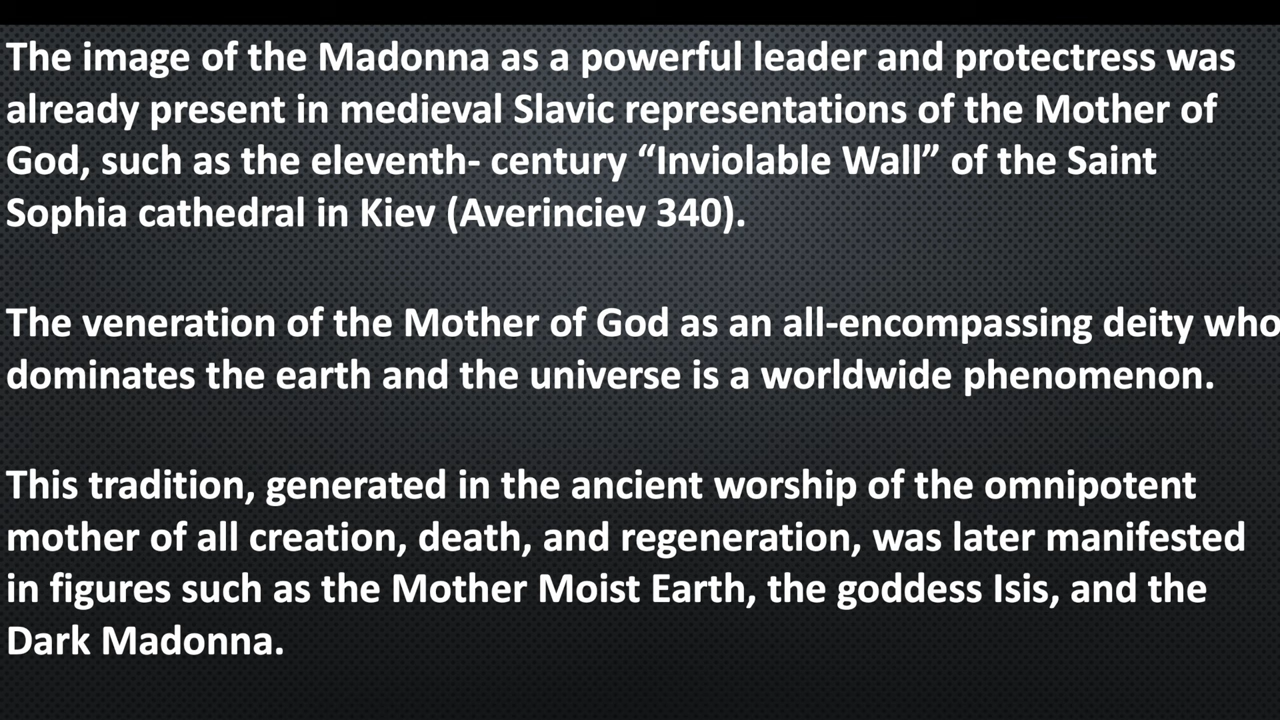 The image of the Madonna as a powerful leader and protectress was
already present in medieval Slavic representations of the Mother of
God, such as the eleventh- century “Inviolable Wall” of the Saint
Sophia cathedral in Kiev (Averinciev 340).
The veneration of the Mother of God as an all-encompassing deity who
dominates the earth and the universe is a worldwide phenomenon.
This tradition, generated in the ancient worship of the omnipotent
mother of all creation, death, and regeneration, was later manifested
in figures such as the Mother Moist Earth, the goddess Isis, and the
Dark Madonna.